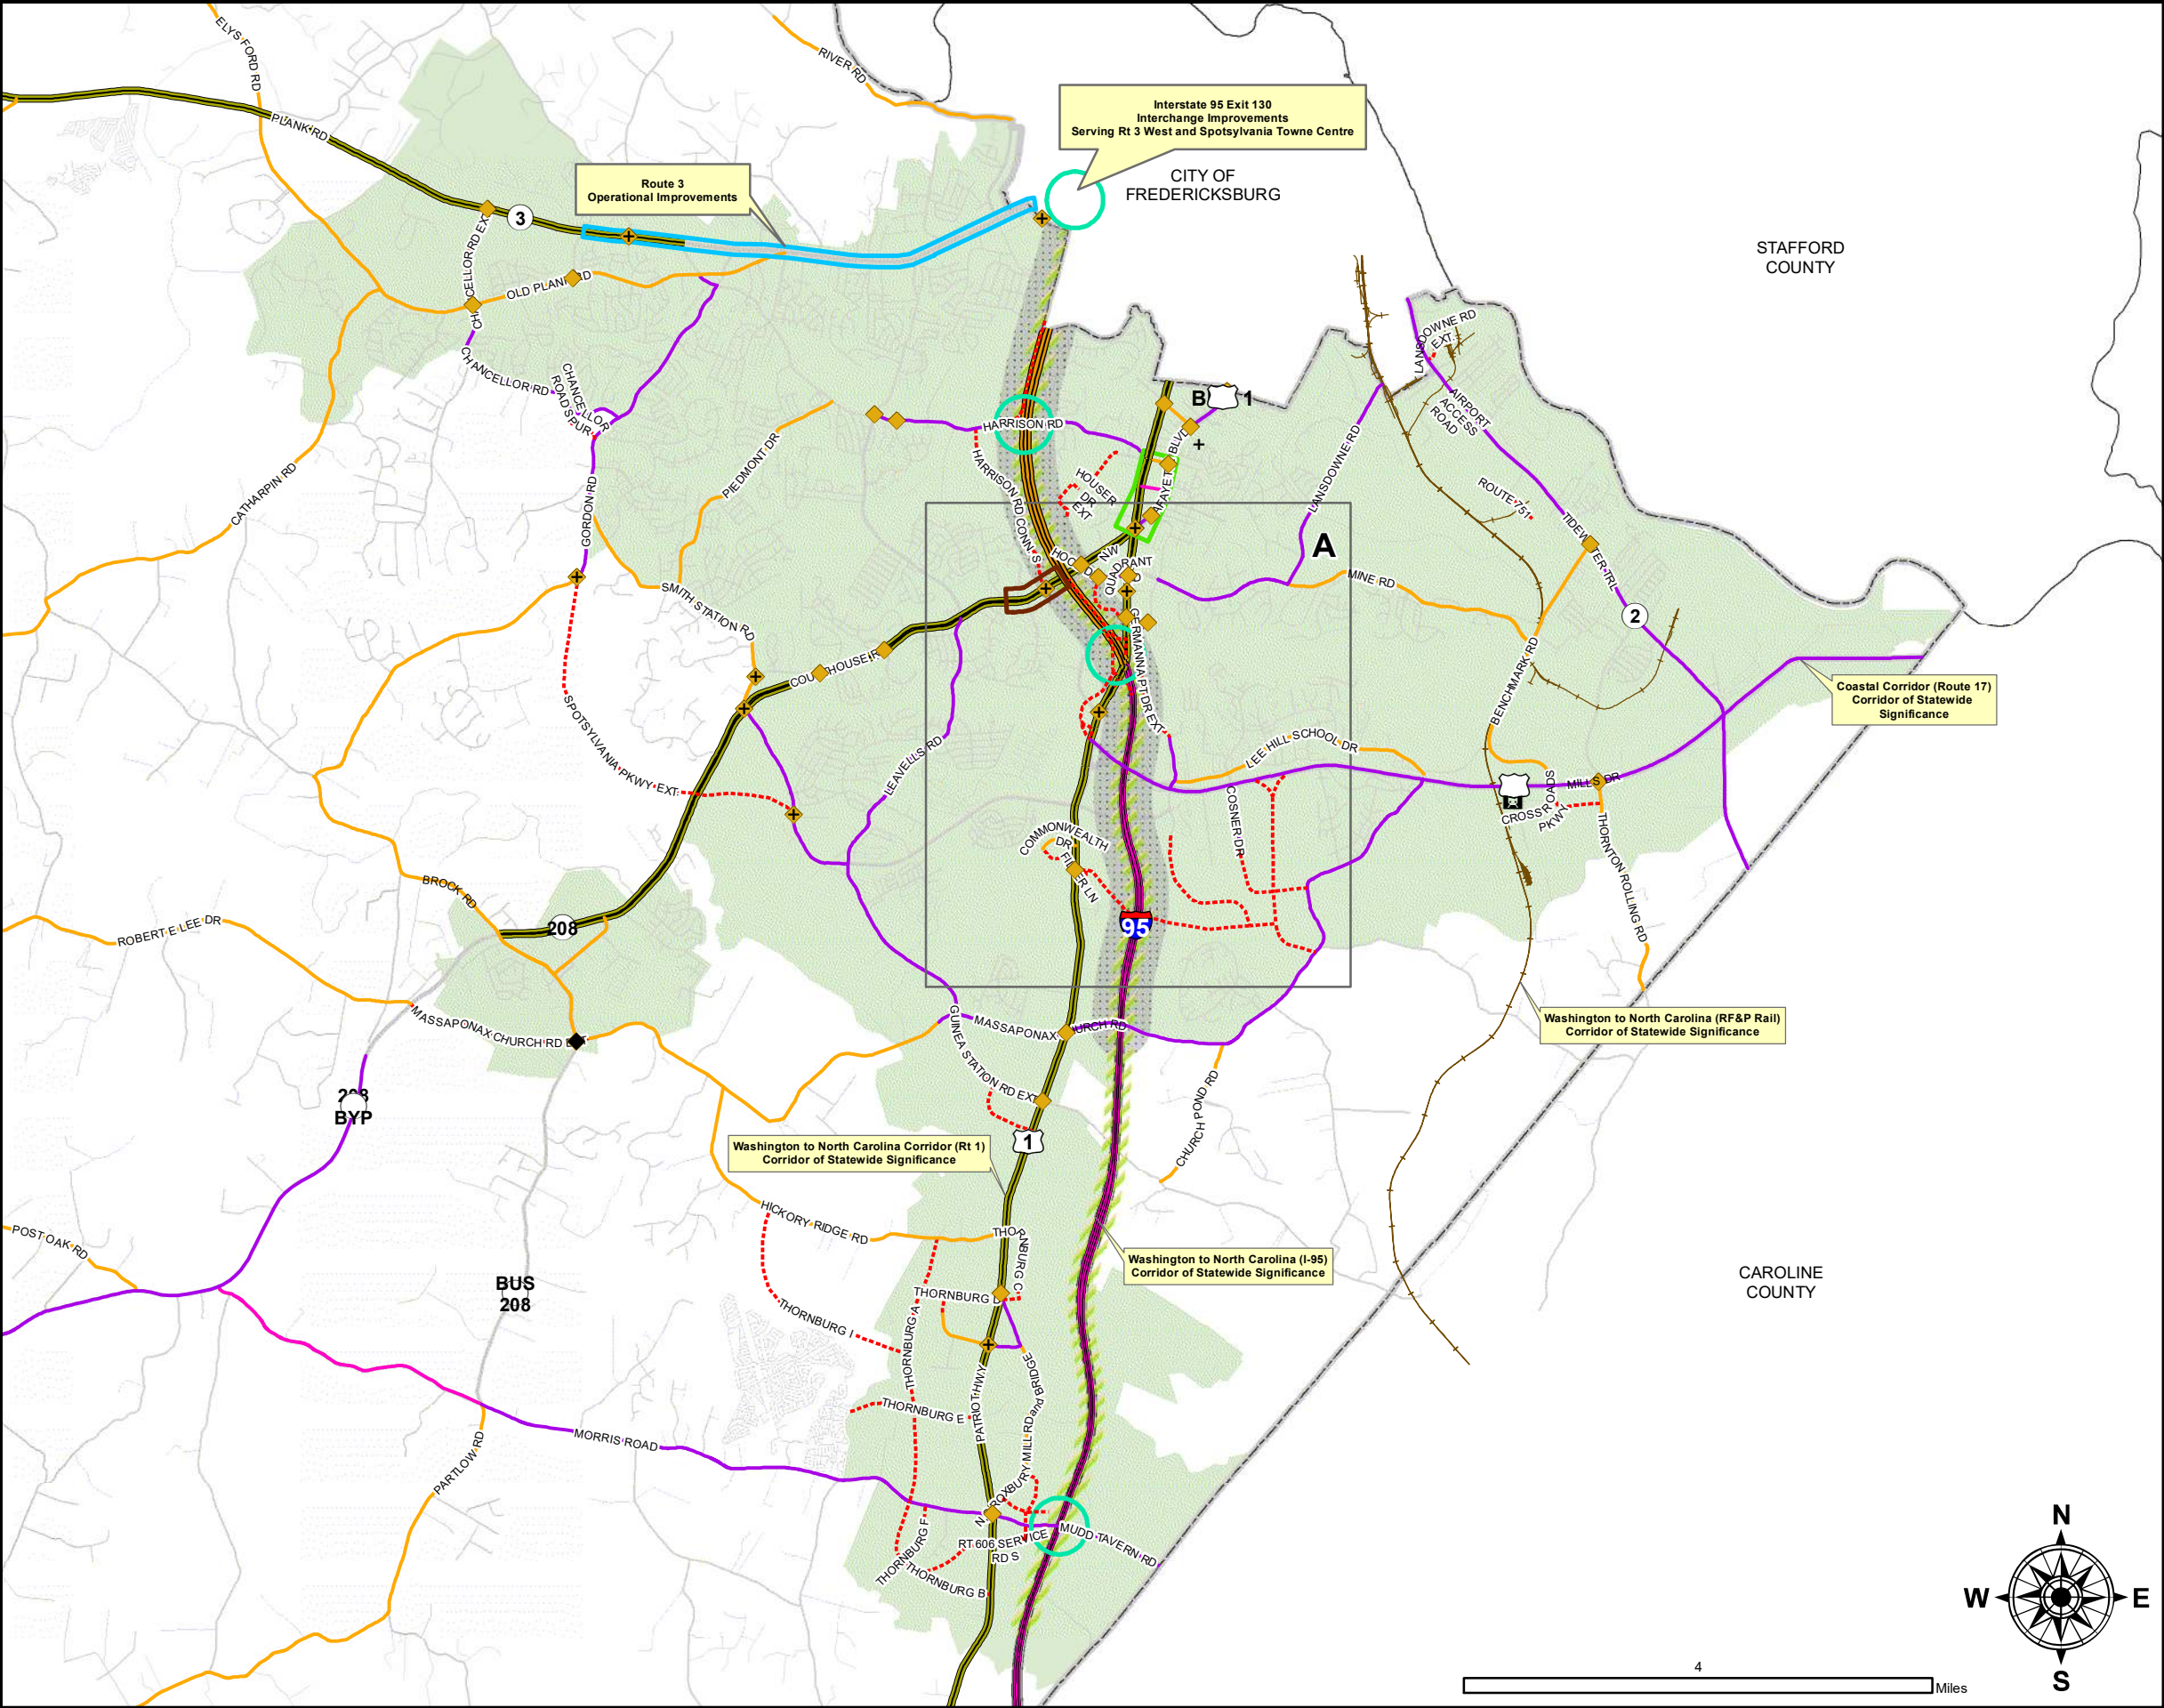 ELYS FORD RD
RIVER RD
PLANK RD
Interstate 95 Exit 130
Interchange Improvements
Serving Rt 3 West and Spotsylvania Towne Centre
Route 3
Operational Improvements
CITY OF
FREDERICKSBURG
STAFFORD
COUNTY
3
OLD PLANK RD
CHANCELLOR RD
CHANCELLOR
ROAD SPUR
LANSDOWNE RD
EXT.
AIRPORT
ACCESS
ROAD
B
1
HARRISON RD
HARRISON RD CONN S
HOUSER
DR
EXT
BLVD
LANSDOWNE RD
PIEDMONT DR
CATHARPIN RD
GORDON RD
ROUTE 751
A
NW
QUADRANT
MINE RD
SMITH STATION RD
2
GERMANNA PT DR EXT
BENCHMARK RD
Coastal Corridor (Route 17)
Corridor of Statewide
Significance
SPOTSYLVANIA PKWY EXT
LEAVELLS RD
LEE HILL SCHOOL DR
MILLS DR
COSNER DR
CROSSROADS
PKWY
THORNTON ROLLING RD
COMMONWEALTH
DR
BROCK RD
ROBERT E LEE DR
208
95
MASSAPONAX CHURCH RD
GUINEA STATION RD EXT
MASSAPONAX
CHURCH RD
Washington to North Carolina (RF&P Rail)
Corridor of Statewide Significance
208
BYP
CHURCH POND RD
Washington to North Carolina Corridor (Rt 1)
Corridor of Statewide Significance
1
POST OAK RD
HICKORY RIDGE RD
THORNBURG C
Washington to North Carolina (I-95)
Corridor of Statewide Significance
CAROLINE
COUNTY
BUS
208
THORNBURG I
THORNBURG A
THORNBURG E
PATRIOT HWY
MORRIS ROAD
PARTLOW RD
RT 606 SERVICE
RD S
MUDD TAVERN RD
THORNBURG F
THORNBURG B
N
W
E
S
4
Miles